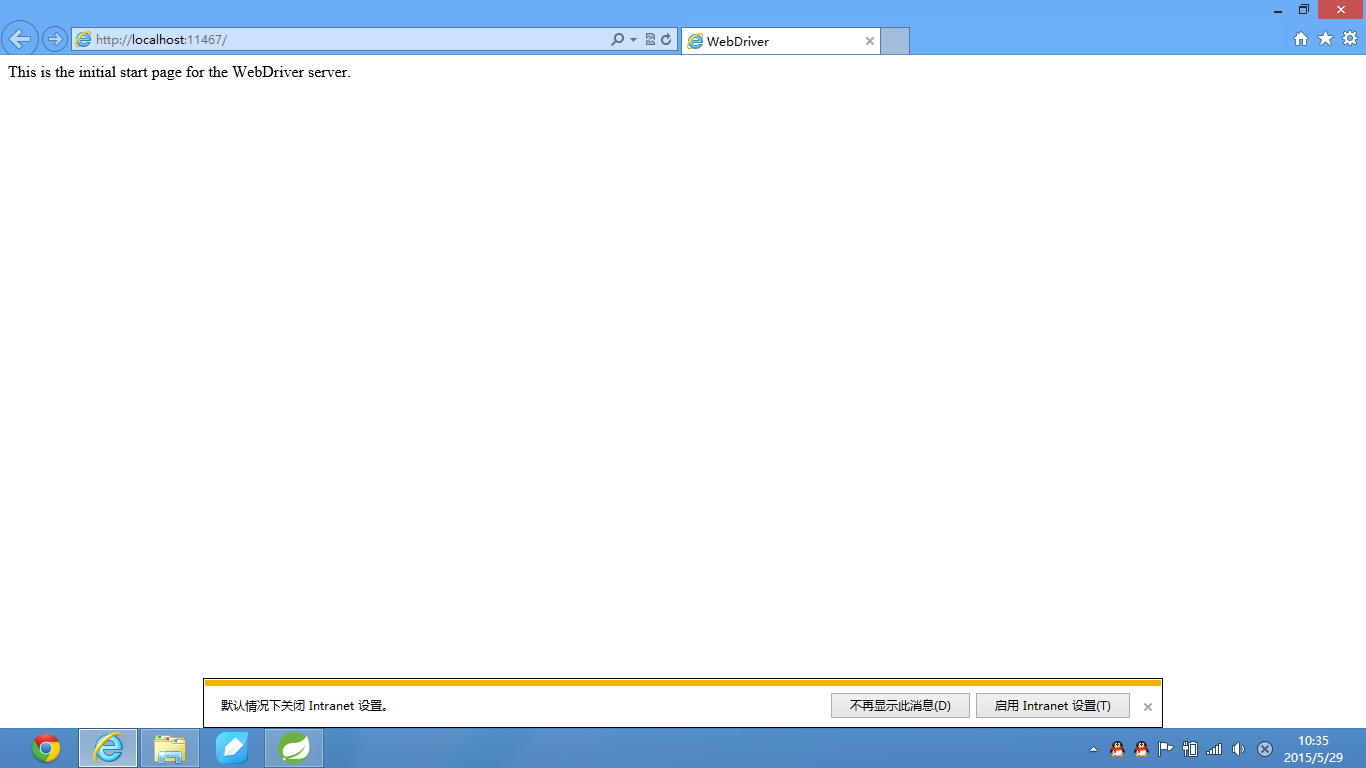 http://localhost:11467/
WebDriver
This is the initial start page for the WebDriver server.
默认情况下关闭 Intranet 设置。
不再显示此消息(D)
启用 Intranet 设置(T)
10:35
2015/5/29